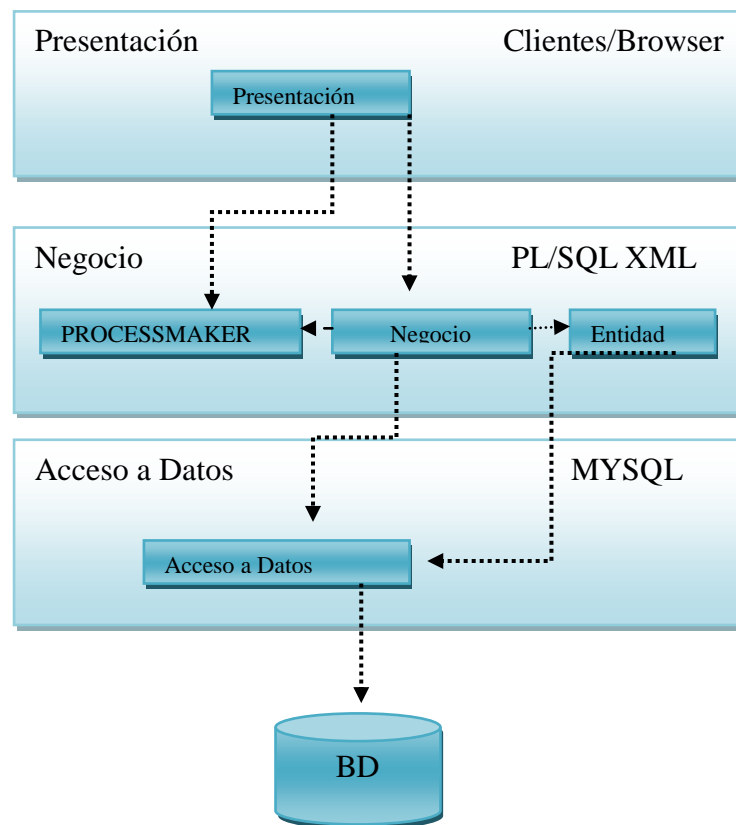 Presentación Clientes/Browser
Presentación
Negocio PL/SQL XML
PROCESSMAKER Negocio Entidad
Acceso a Datos MYSQL
Acceso a Datos
BD